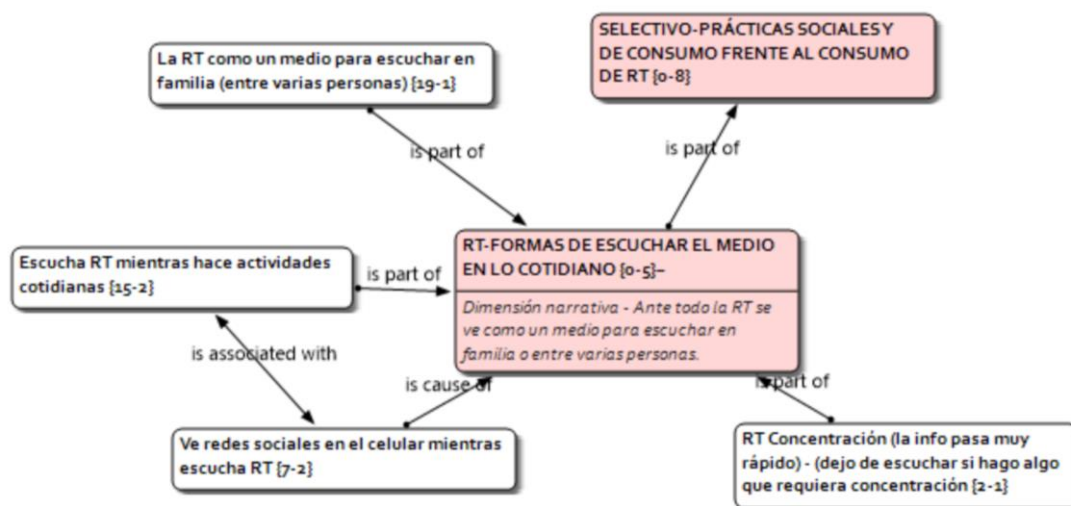 SELECTIVO-PRÁCTICAS SOCIALES Y
DE CONSUMO FRENTE AL CONSUMO
DE RT {0-8}
La RT como un medio para escuchar en
familia (entre varias personas) {19-1}
is part of
is part of
RT-FORMAS DE ESCUCHAR EL MEDIO
EN LO COTIDIANO {0-5}~
Dimensión narrativa - Ante todo la RT se
ve como un medio para escuchar en
familia o entre varias personas.
Escucha RT mientras hace actividades
cotidianas {15-2}
is part of
is associated with
is cause of
is part of
Ve redes sociales en el celular mientras
escucha RT {7-2}
RT Concentración (la info pasa muy
rápido) - (dejo de escuchar si hago algo
que requiera concentración {2-1}